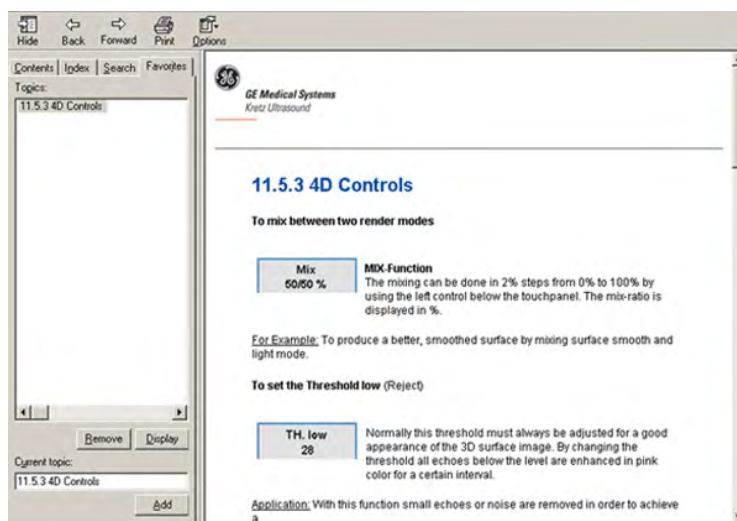 Hide Back Forward Print Options
Contents Index Search Favorites
Topics:
11.5.3 4D Controls
Remove Display
Current topic:
11.5.3 4D Controls
Add
GE Medical Systems
Kretz Ultrasound
11.5.3 4D Controls
To mix between two render modes
Mix
50/50 %
MIX-Function
The mixing can be done in 2% steps from 0% to 100% by
using the left control below the touchpanel. The mix-ratio is
displayed in %.
For Example: To produce a better, smoothed surface by mixing surface smooth and
light mode.
To set the Threshold low (Reject)
TH. low
28
Normally this threshold must always be adjusted for a good
appearance of the 3D surface image. By changing the
threshold all echoes below the level are enhanced in pink
color for a certain interval.
Application: With this function small echoes or noise are removed in order to achieve
a